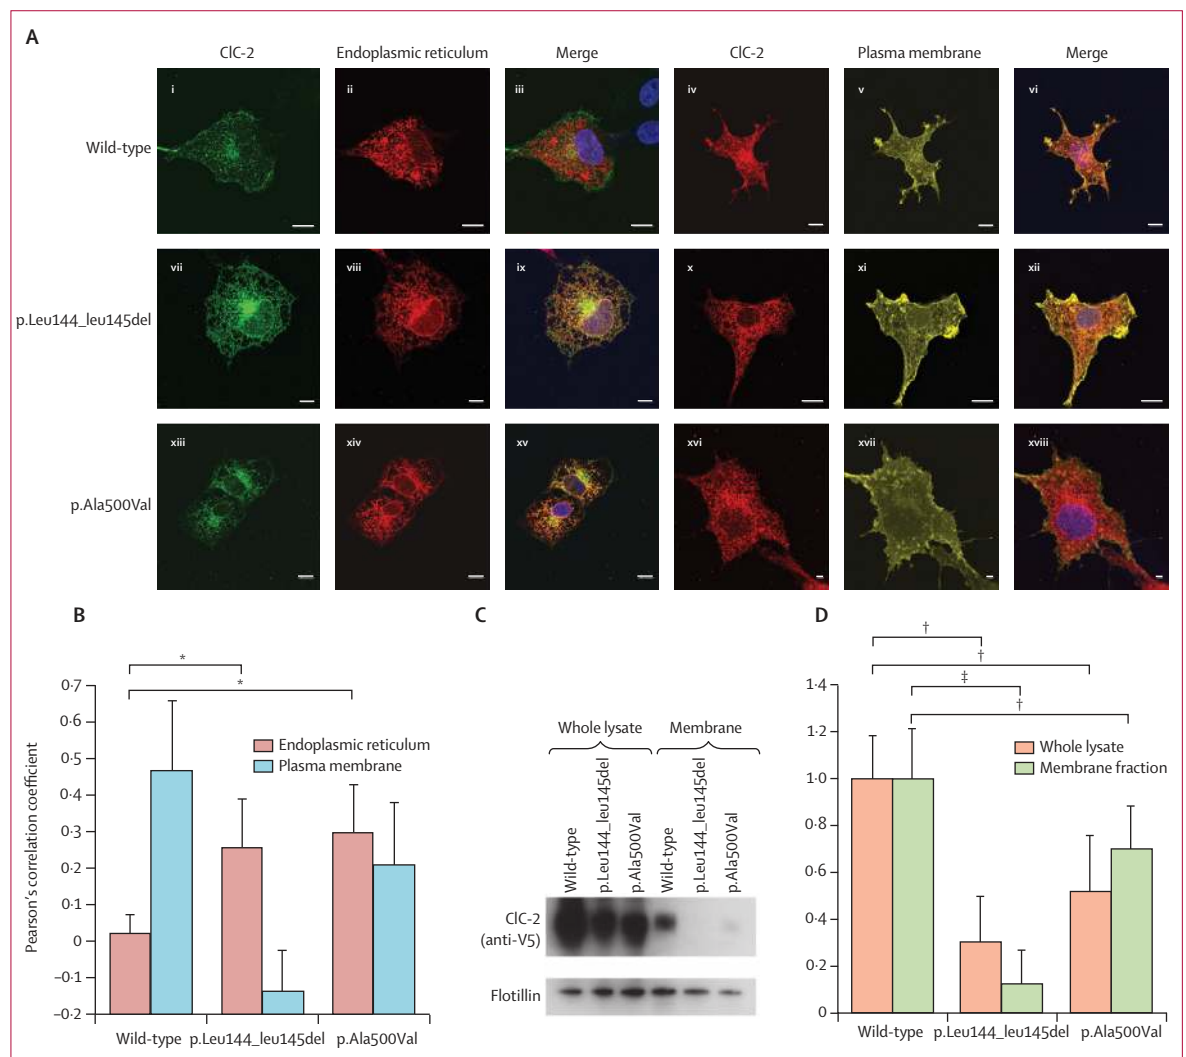 A
ClC-2 Endoplasmic reticulum Merge ClC-2 Plasma membrane Merge
Wild-type
i ii iii iv v vi
p.Leu144_leu145del
vii viii ix x xi xii
p.Ala500Val
xiii xiv xv xvi xvii xviii
B
*
*
Pearson's correlation coefficient
0·7
0·6
0·5
0·4
0·3
0·2
0·1
0
–0·1
–0·2
Endoplasmic reticulum
Plasma membrane
Wild-type p.Leu144_leu145del p.Ala500Val
C
Whole lysate Membrane
Wild-type
p.Leu144_leu145del
p.Ala500Val
Wild-type
p.Leu144_leu145del
p.Ala500Val
ClC-2
(anti-V5)
Flotillin
D
†
†
‡
†
1·4
1·2
1·0
0·8
0·6
0·4
0·2
0
Whole lysate
Membrane fraction
Wild-type p.Leu144_leu145del p.Ala500Val